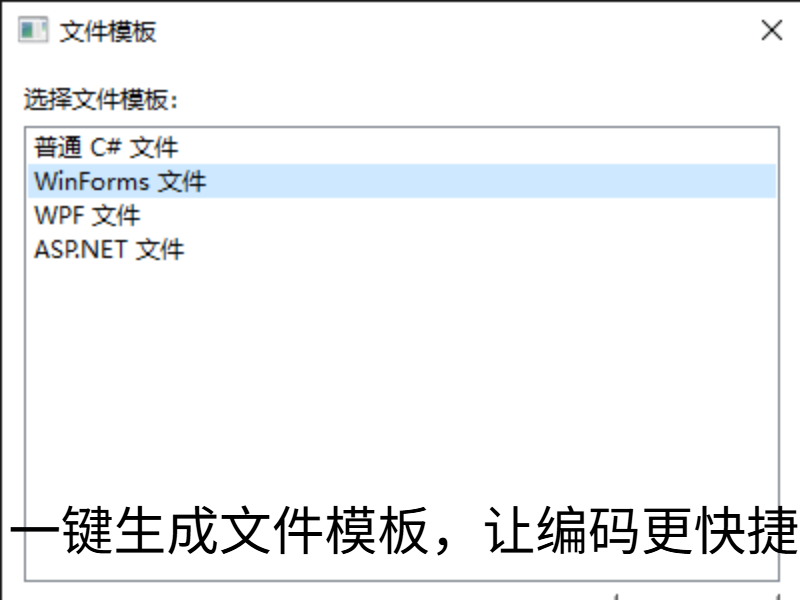 文件模板
选择文件模板：
普通 C# 文件
WinForms 文件
WPF 文件
ASP.NET 文件
一键生成文件模板，让编码更快捷